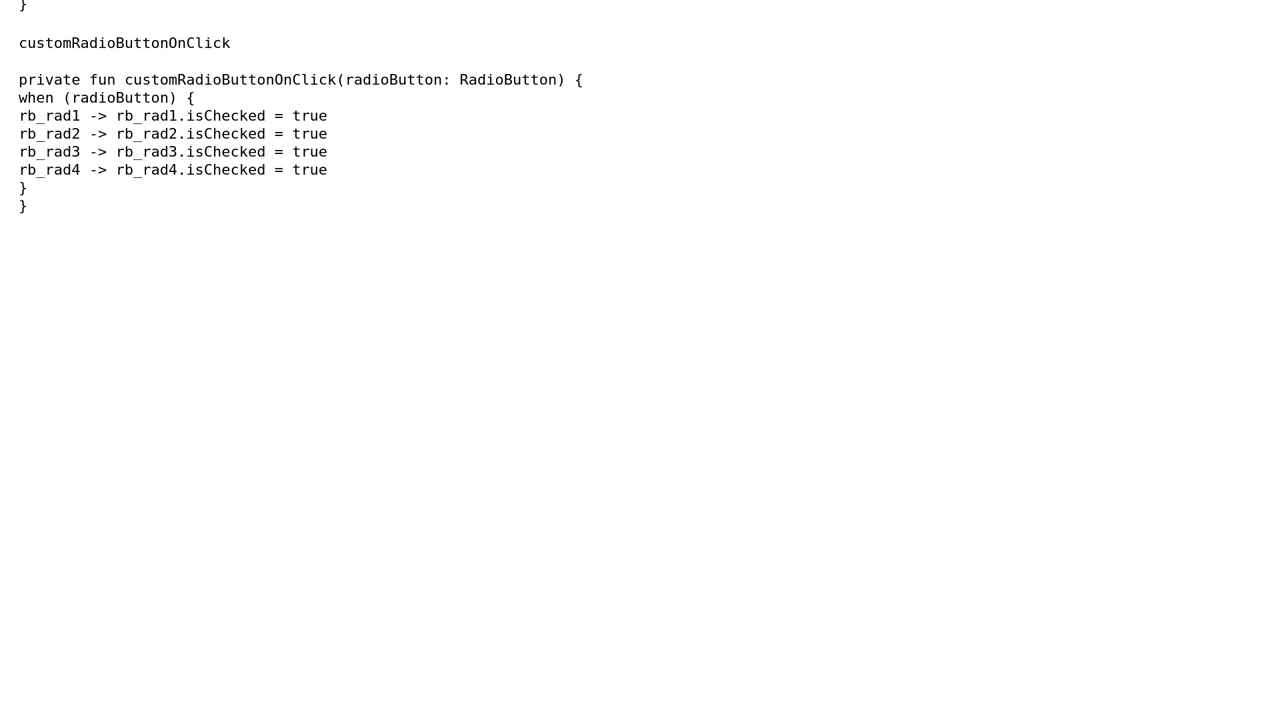 }
customRadioButtonOnClick
private fun customRadioButtonOnClick(radioButton: RadioButton) {
when (radioButton) {
rb_rad1 -> rb_rad1.isChecked = true
rb_rad2 -> rb_rad2.isChecked = true
rb_rad3 -> rb_rad3.isChecked = true
rb_rad4 -> rb_rad4.isChecked = true
}
}